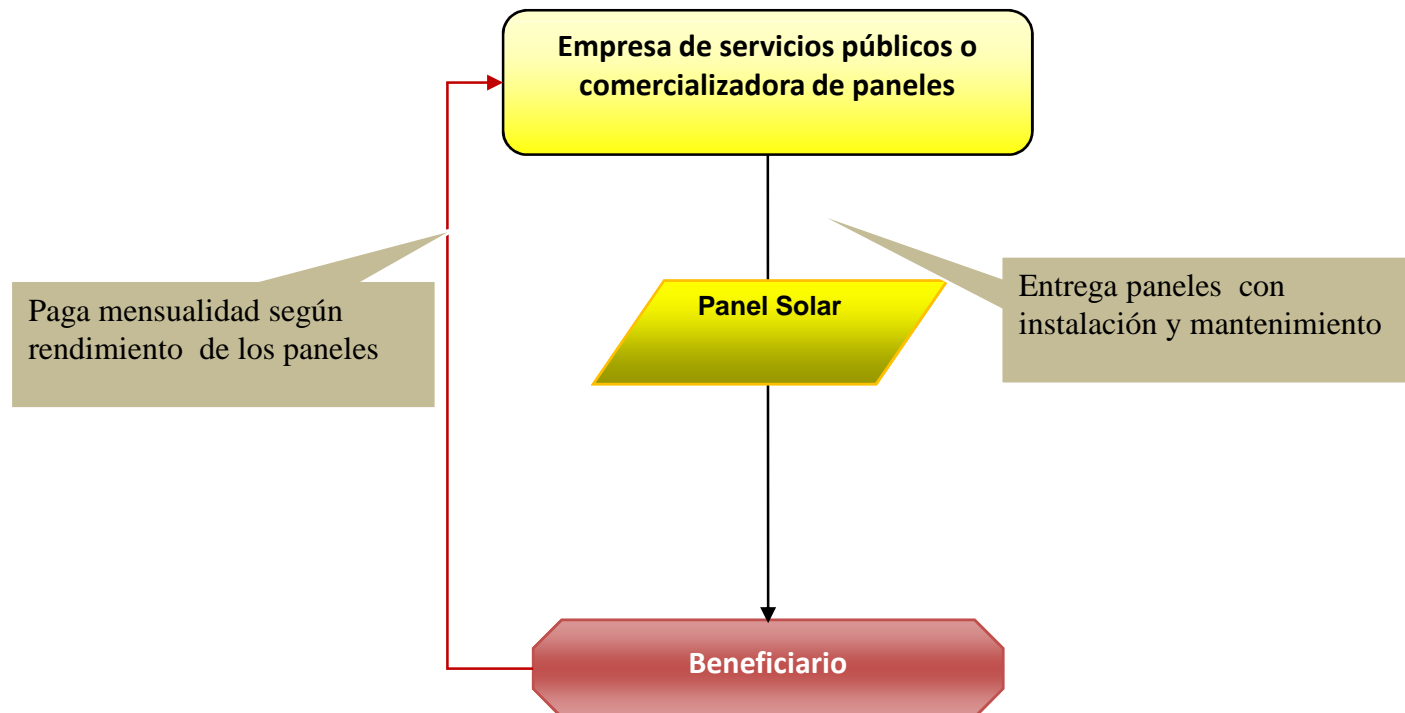 Empresa de servicios públicos o
comercializadora de paneles
Paga mensualidad según
rendimiento  de los paneles
Panel Solar
Entrega paneles  con
instalación y mantenimiento
Beneficiario